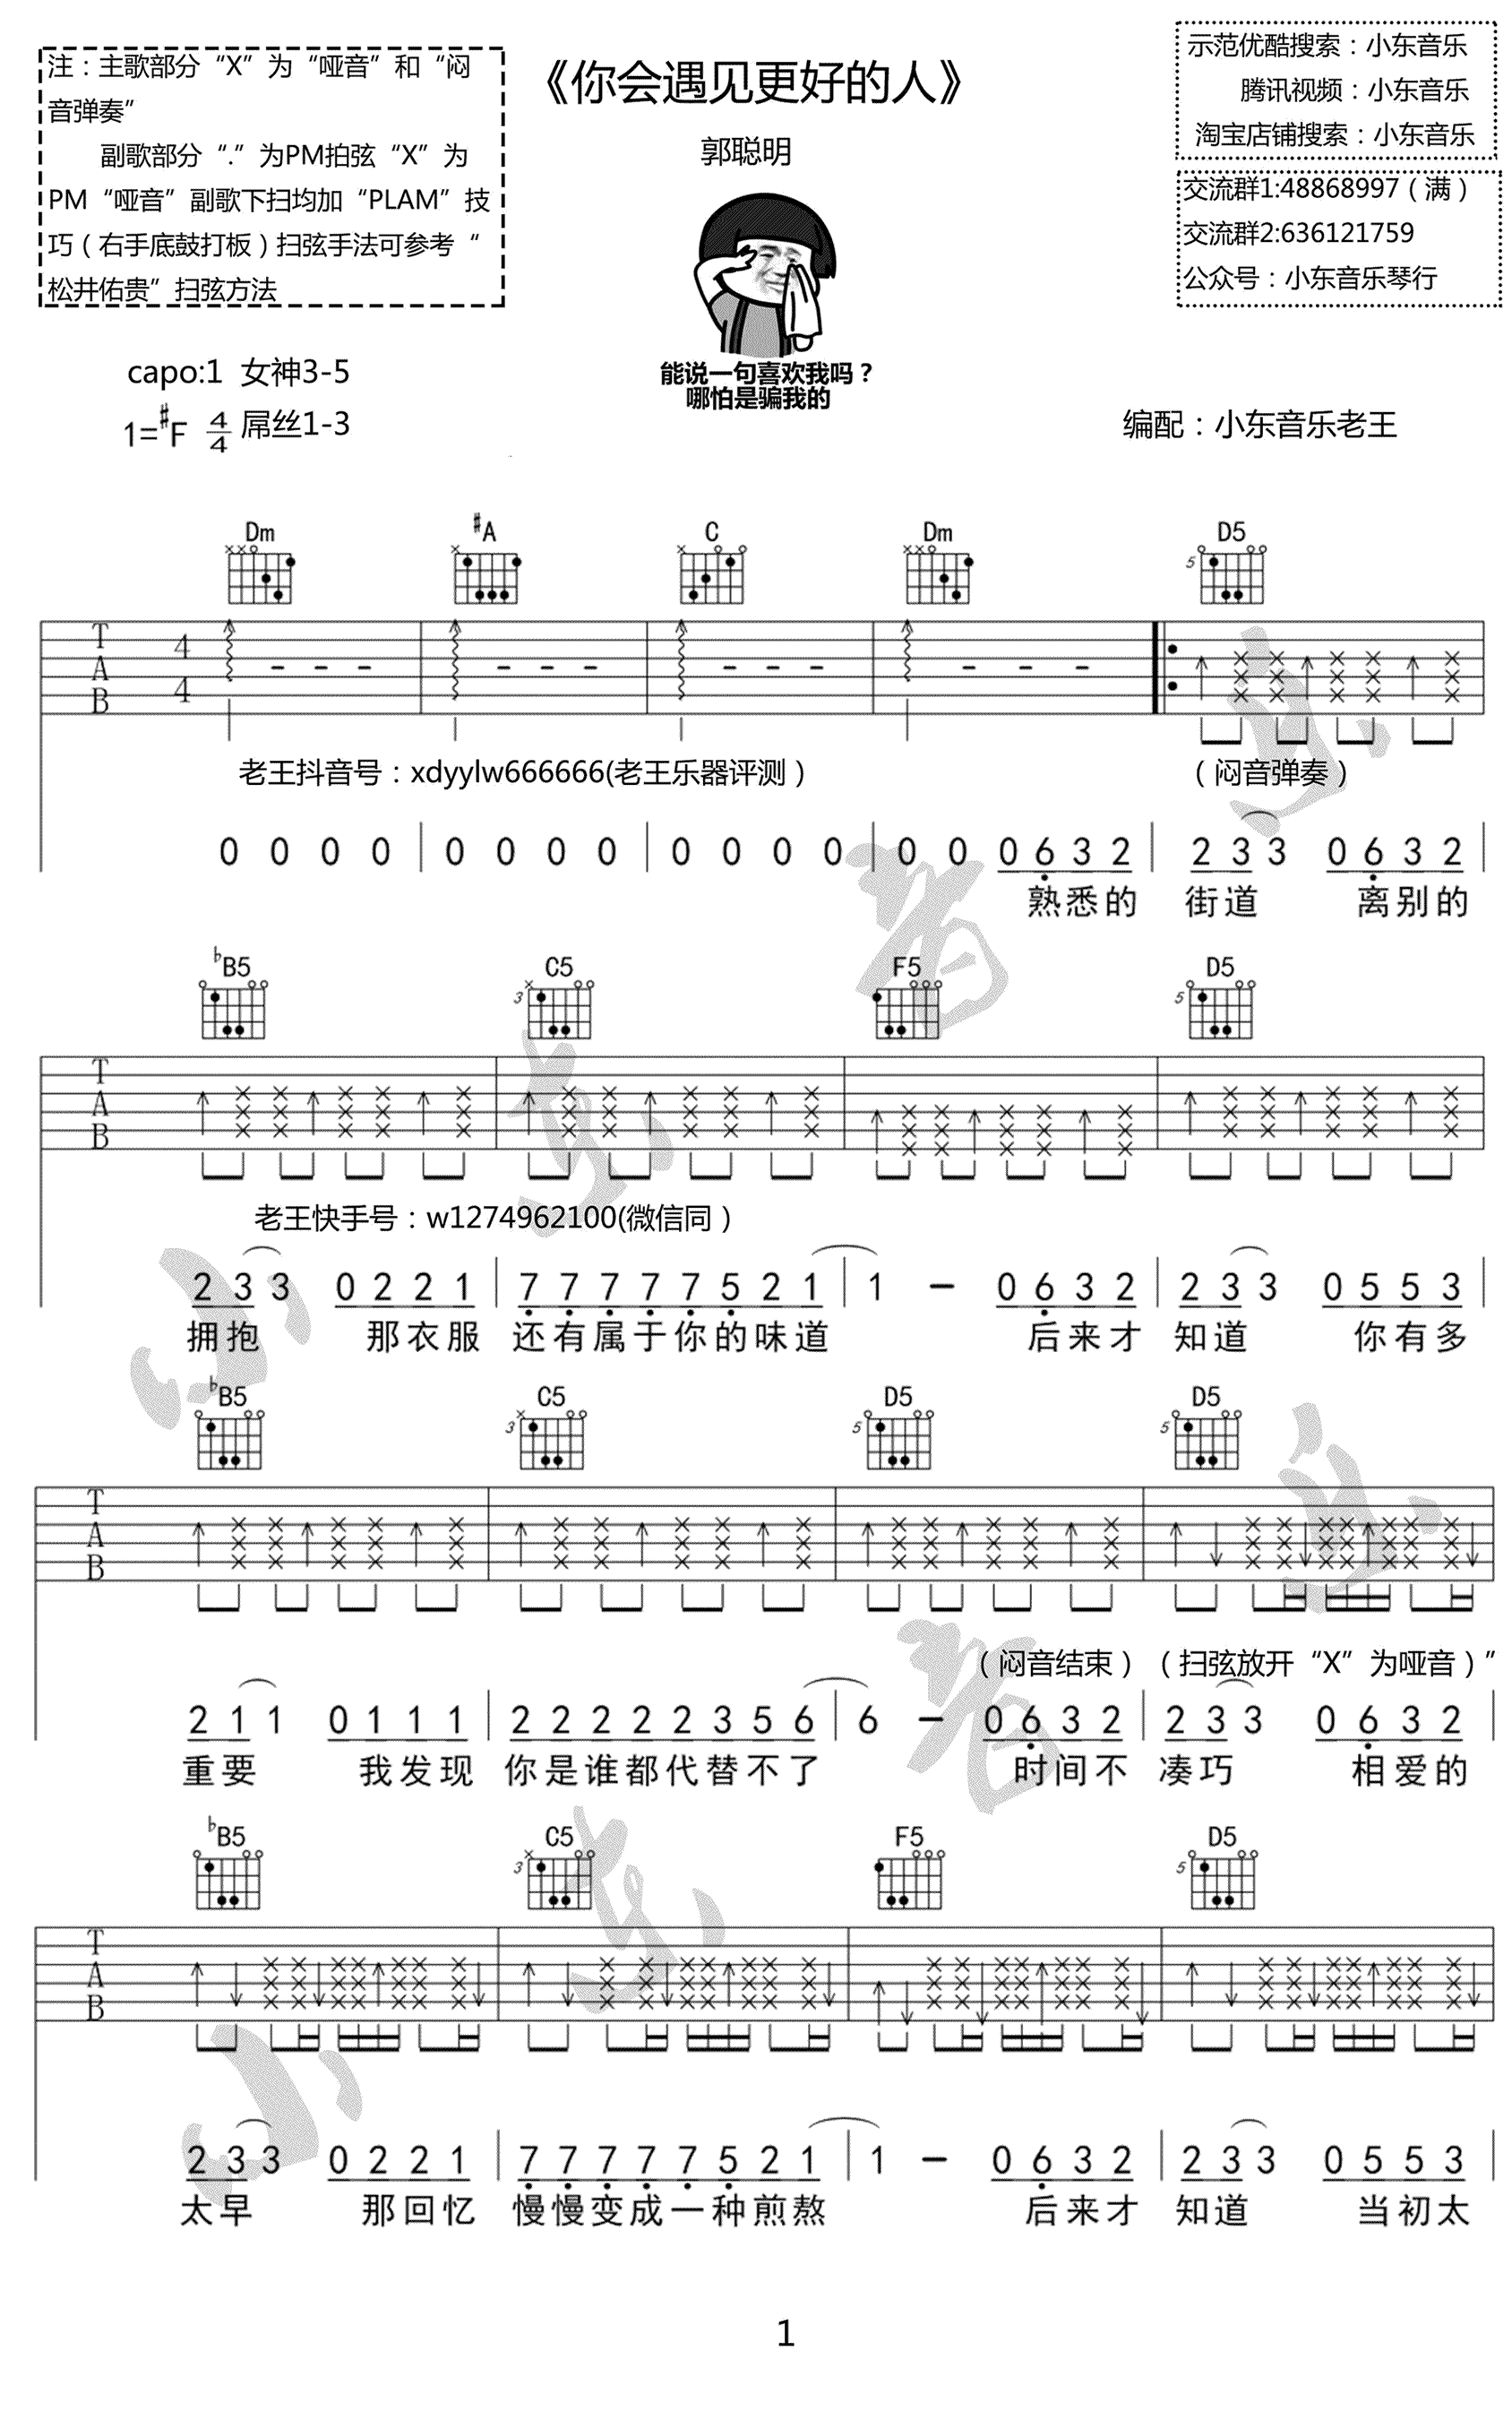 注：主歌部分“X”为“哑音”和“闷
音弹奏”
副歌部分“.”为PM拍弦“X”为
PM“哑音”副歌下扫均加“PLAM”技
巧（右手底鼓打板）扫弦手法可参考“
松井佑贵”扫弦方法
《你会遇见更好的人》
郭聪明
示范优酷搜索：小东音乐
腾讯视频：小东音乐
淘宝店铺搜索：小东音乐
交流群1:48868997（满）
交流群2:636121759
公众号：小东音乐琴行
能说一句喜欢我吗？
哪怕是骗我的
capo:1 女神3-5
1=#F 4/4 屌丝1-3
编配：小东音乐老王
Dm #A C Dm D5
5
T A B 4 4
老王抖音号：xdyylw666666(老王乐器评测）
（闷音弹奏）
0 0 0 0 0 0 0 0 0 0 0 0 0 0 0 6 3 2 2 3 3 0 6 3 2
熟悉的 街道 离别的
♭B5 C5 F5 D5
3 5
T A B
老王快手号：w1274962100(微信同）
2 3 3 0 2 2 1 7 7 7 7 7 5 2 1 1 – 0 6 3 2 2 3 3 0 5 5 3
拥抱 那衣服 还有属于你的味道 后来才 知道 你有多
♭B5 C5 D5 D5
3 5 5
T A B
（闷音结束）（扫弦放开“X”为哑音）”
2 1 1 0 1 1 1 2 2 2 2 2 3 5 6 6 – 0 6 3 2 2 3 3 0 6 3 2
重要 我发现 你是谁都代替不了 时间不 凑巧 相爱的
♭B5 C5 F5 D5
3 5
T A B
2 3 3 0 2 2 1 7 7 7 7 7 5 2 1 1 – 0 6 3 2 2 3 3 0 5 5 3
太早 那回忆 慢慢变成一种煎熬 后来才 知道 当初太
1
小东音乐
小东音乐